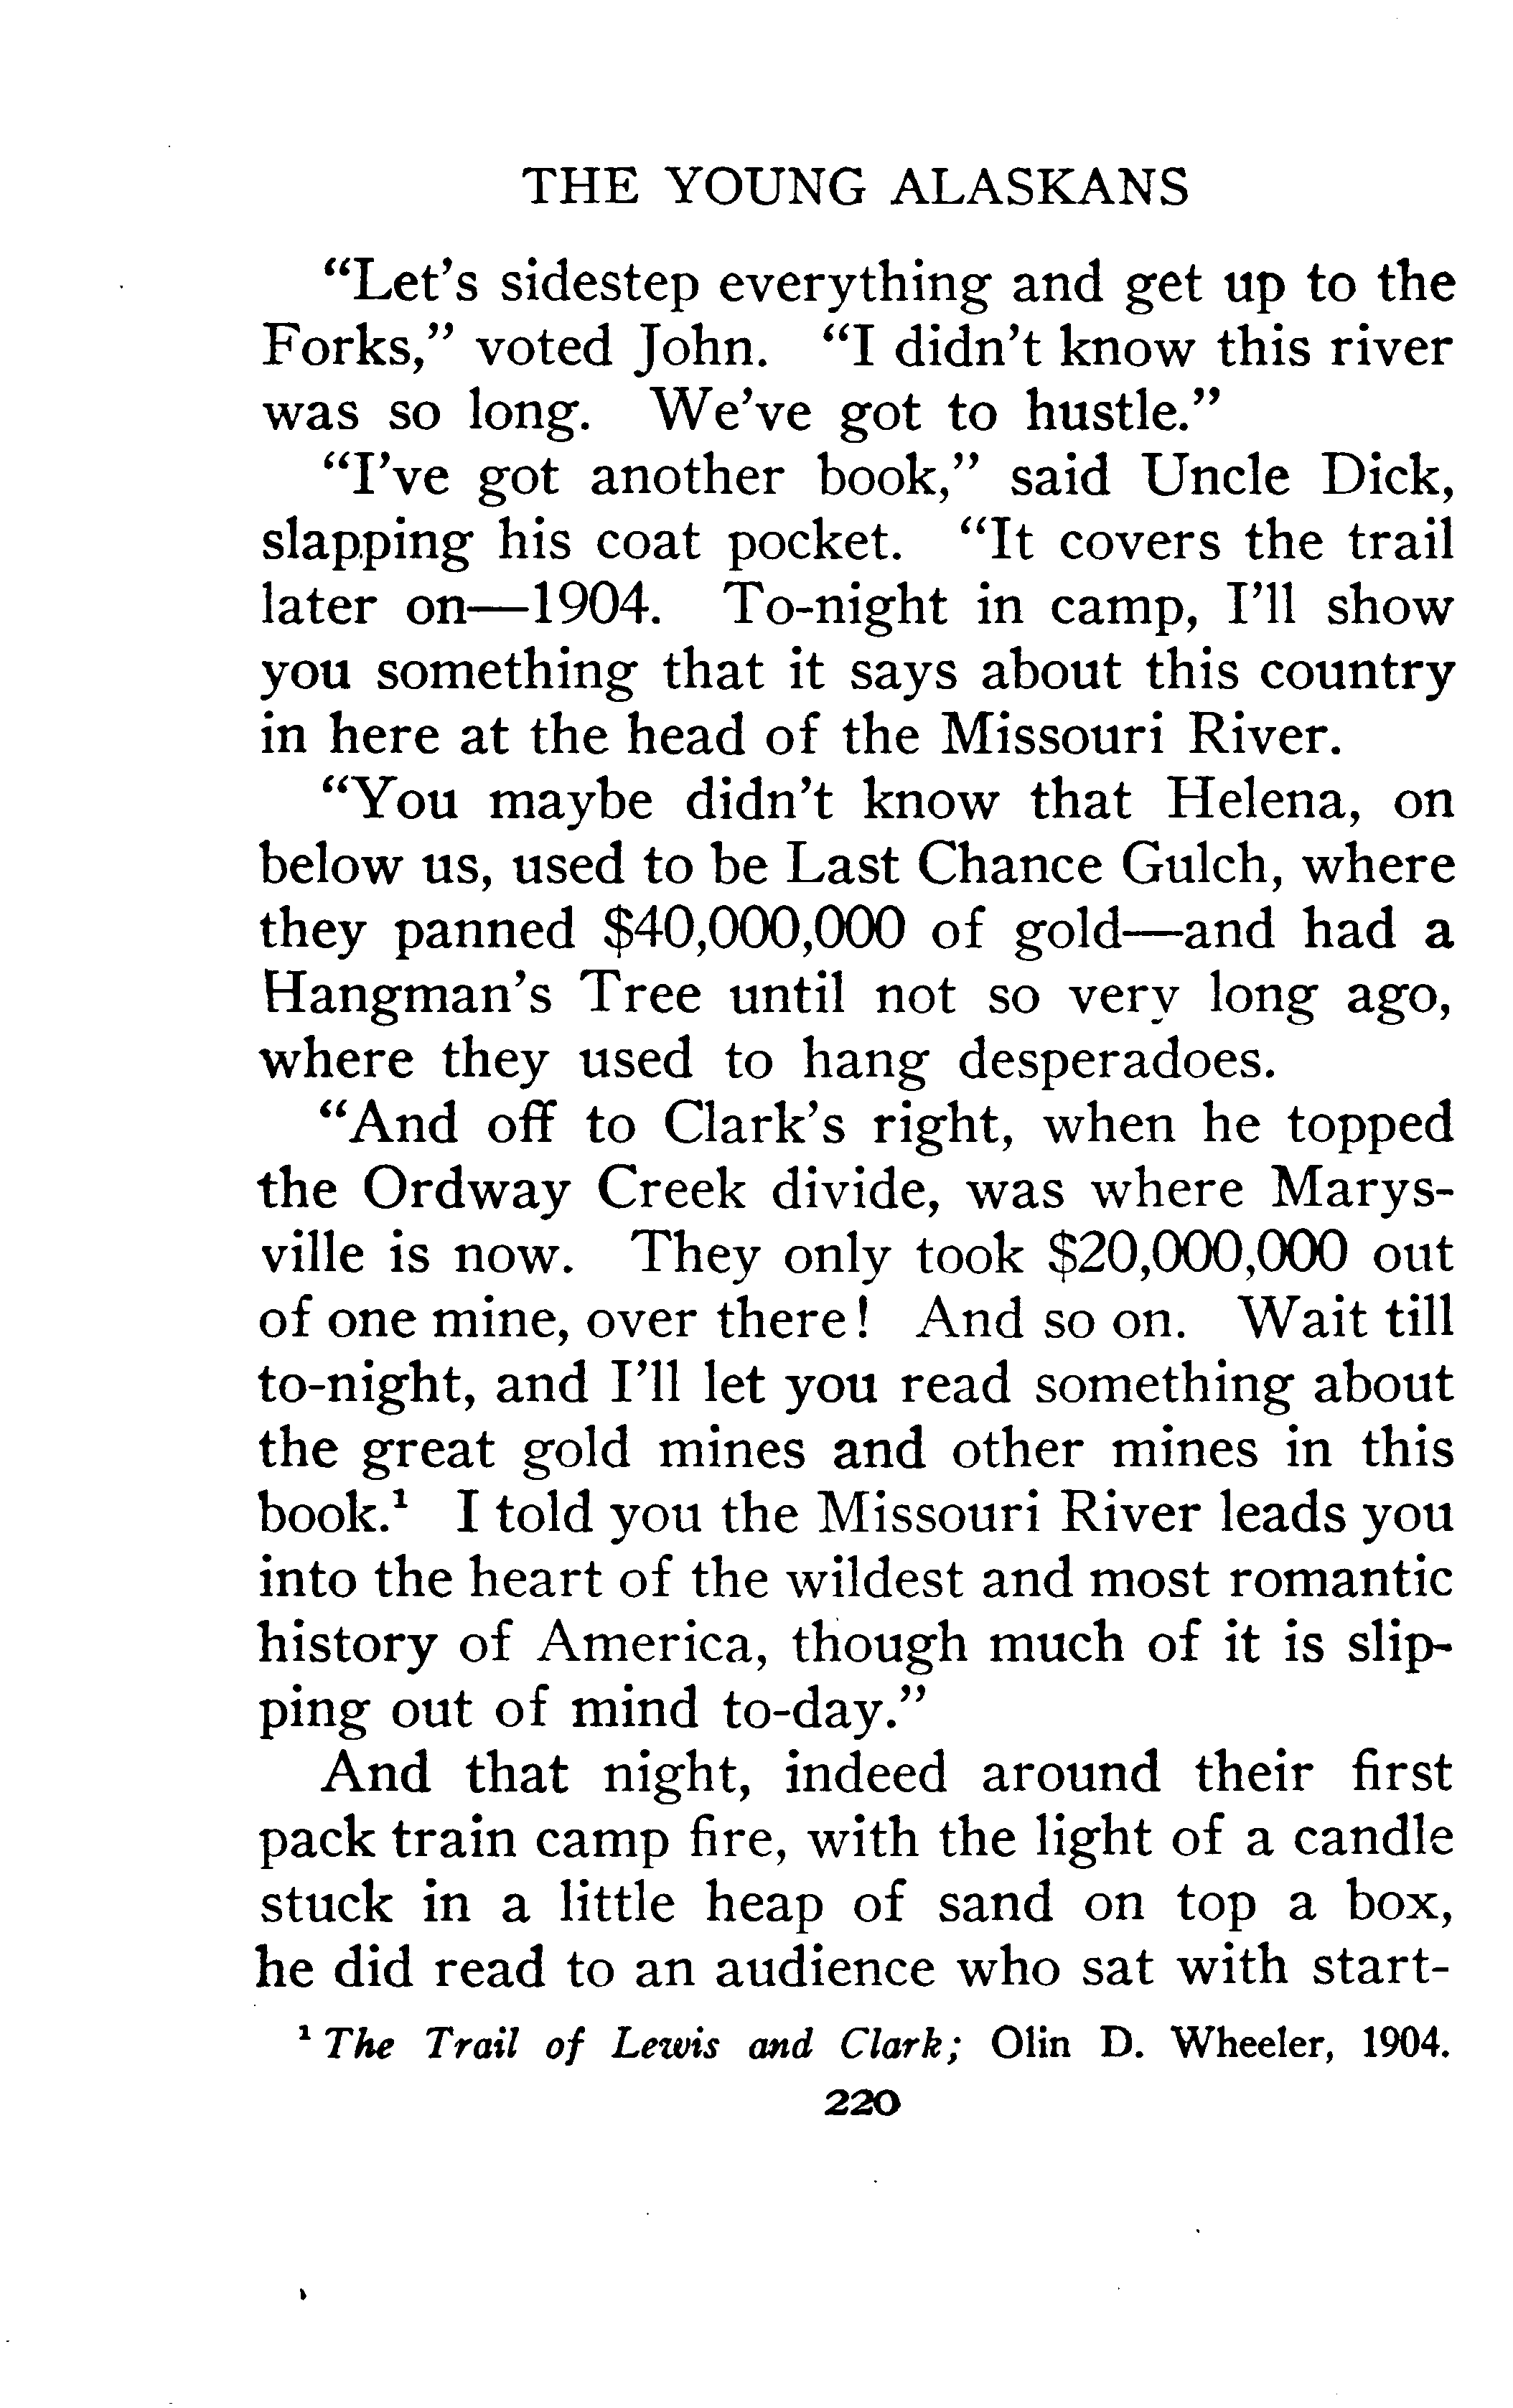 THE YOUNG ALASKANS
“Let’s sidestep everything and get up to the
Forks,” voted John. “I didn’t know this river
was so long. We’ve got to hustle.”
“I’ve got another book,” said Uncle Dick,
slapping his coat pocket. “It covers the trail
later on—1904. To-night in camp, I’ll show
you something that it says about this country
in here at the head of the Missouri River.
“You maybe didn’t know that Helena, on
below us, used to be Last Chance Gulch, where
they panned $40,000,000 of gold—and had a
Hangman’s Tree until not so very long ago,
where they used to hang desperadoes.
“And off to Clark’s right, when he topped
the Ordway Creek divide, was where Marys-
ville is now. They only took $20,000,000 out
of one mine, over there! And so on. Wait till
to-night, and I’ll let you read something about
the great gold mines and other mines in this
book.¹ I told you the Missouri River leads you
into the heart of the wildest and most romantic
history of America, though much of it is slip-
ping out of mind to-day.”
And that night, indeed around their first
pack train camp fire, with the light of a candle
stuck in a little heap of sand on top a box,
he did read to an audience who sat with start-
¹ The Trail of Lewis and Clark; Olin D. Wheeler, 1904.
220